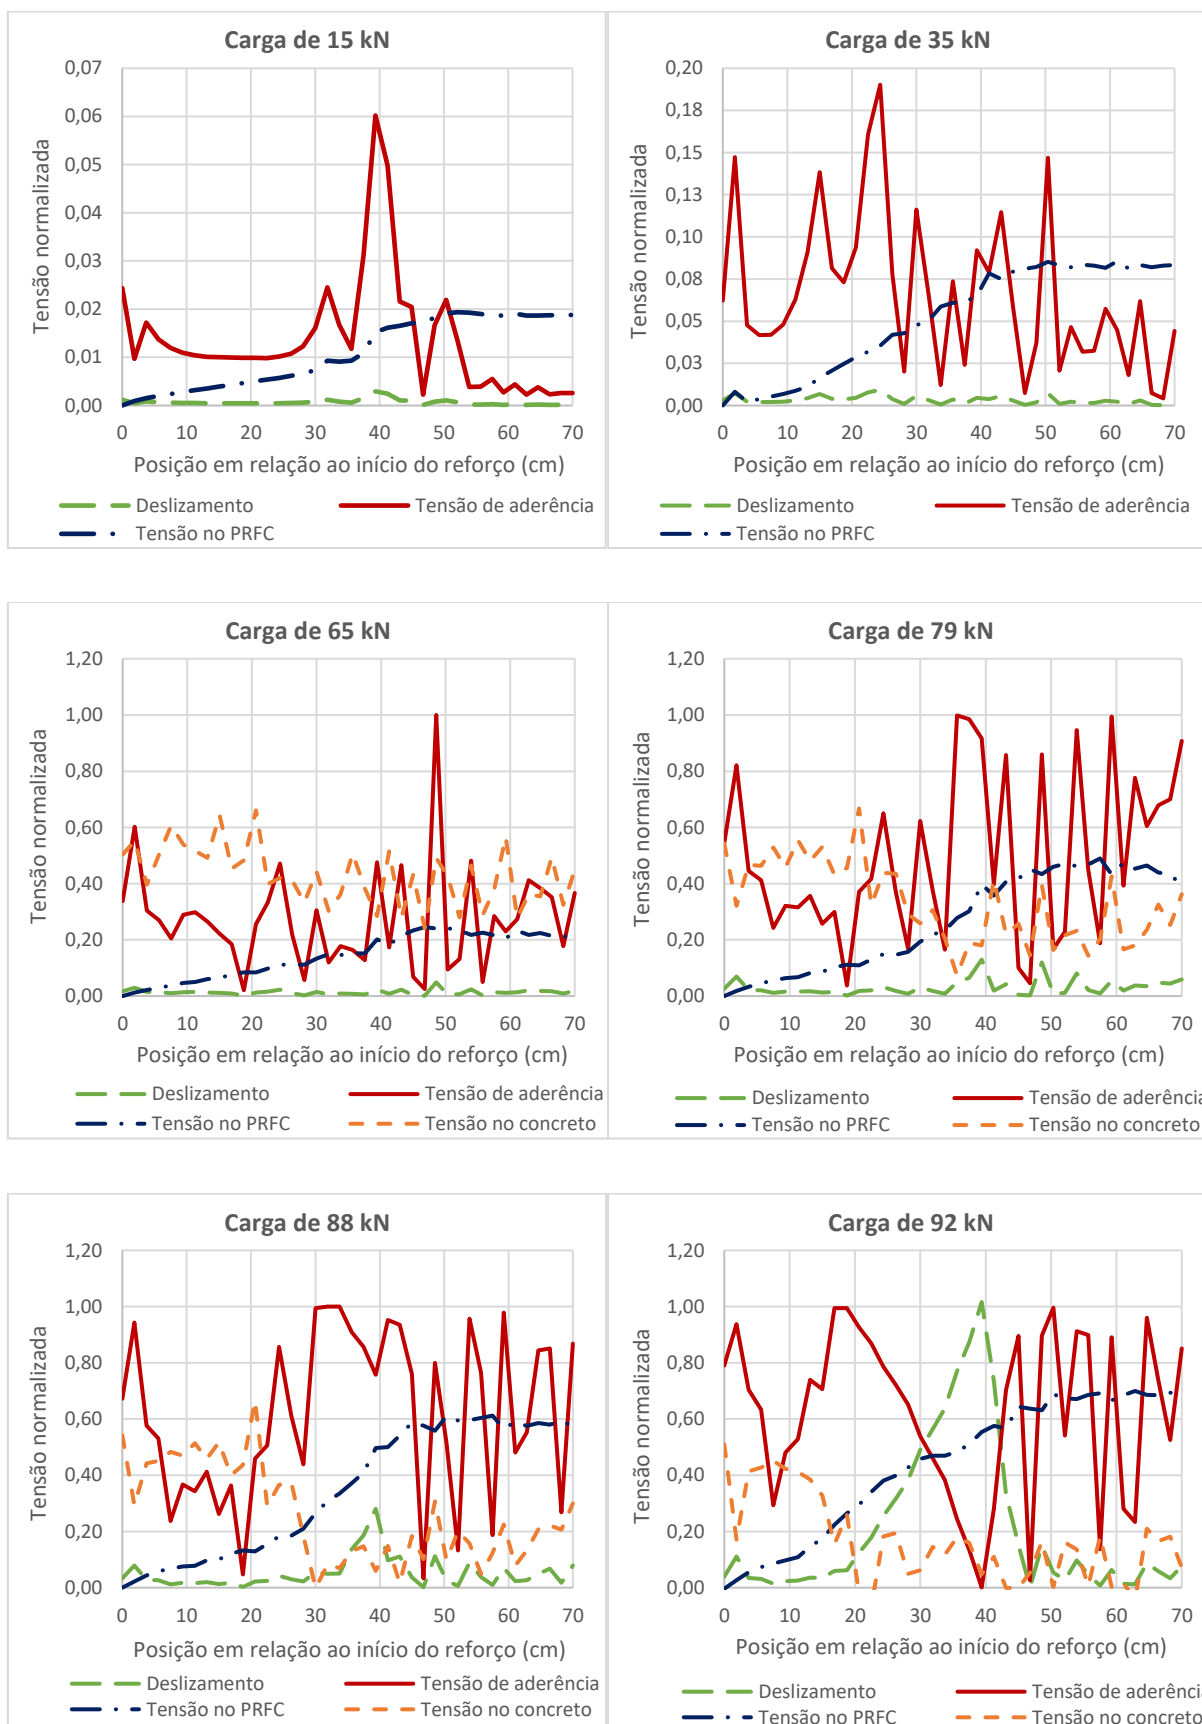 Carga de 15 kN
Tensão normalizada
0,07
0,06
0,05
0,04
0,03
0,02
0,01
0,00
0 10 20 30 40 50 60 70
Posição em relação ao início do reforço (cm)
Deslizamento Tensão de aderência
Tensão no PRFC
Carga de 35 kN
Tensão normalizada
0,20
0,18
0,15
0,13
0,10
0,08
0,05
0,03
0,00
0 10 20 30 40 50 60 70
Posição em relação ao início do reforço (cm)
Deslizamento Tensão de aderência
Tensão no PRFC
Carga de 65 kN
Tensão normalizada
1,20
1,00
0,80
0,60
0,40
0,20
0,00
0 10 20 30 40 50 60 70
Posição em relação ao início do reforço (cm)
Deslizamento Tensão de aderência
Tensão no PRFC Tensão no concreto
Carga de 79 kN
Tensão normalizada
1,20
1,00
0,80
0,60
0,40
0,20
0,00
0 10 20 30 40 50 60 70
Posição em relação ao início do reforço (cm)
Deslizamento Tensão de aderência
Tensão no PRFC Tensão no concreto
Carga de 88 kN
Tensão normalizada
1,20
1,00
0,80
0,60
0,40
0,20
0,00
0 10 20 30 40 50 60 70
Posição em relação ao início do reforço (cm)
Deslizamento Tensão de aderência
Tensão no PRFC Tensão no concreto
Carga de 92 kN
Tensão normalizada
1,20
1,00
0,80
0,60
0,40
0,20
0,00
0 10 20 30 40 50 60 70
Posição em relação ao início do reforço (cm)
Deslizamento Tensão de aderência
Tensão no PRFC Tensão no concreto